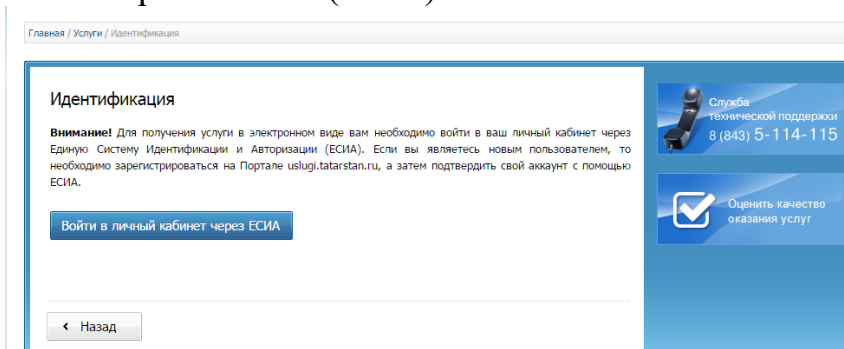 Главная / Услуги / Идентификация
Идентификация
Внимание! Для получения услуги в электронном виде вам необходимо войти в ваш личный кабинет через
Единую Систему Идентификации и Авторизации (ЕСИА). Если вы являетесь новым пользователем, то
необходимо зарегистрироваться на Портале uslugi.tatarstan.ru, а затем подтвердить свой аккаунт с помощью
ЕСИА.
Войти в личный кабинет через ЕСИА
Назад
Служба
технической поддержки
8 (843) 5-114-115
Оценить качество
оказания услуг